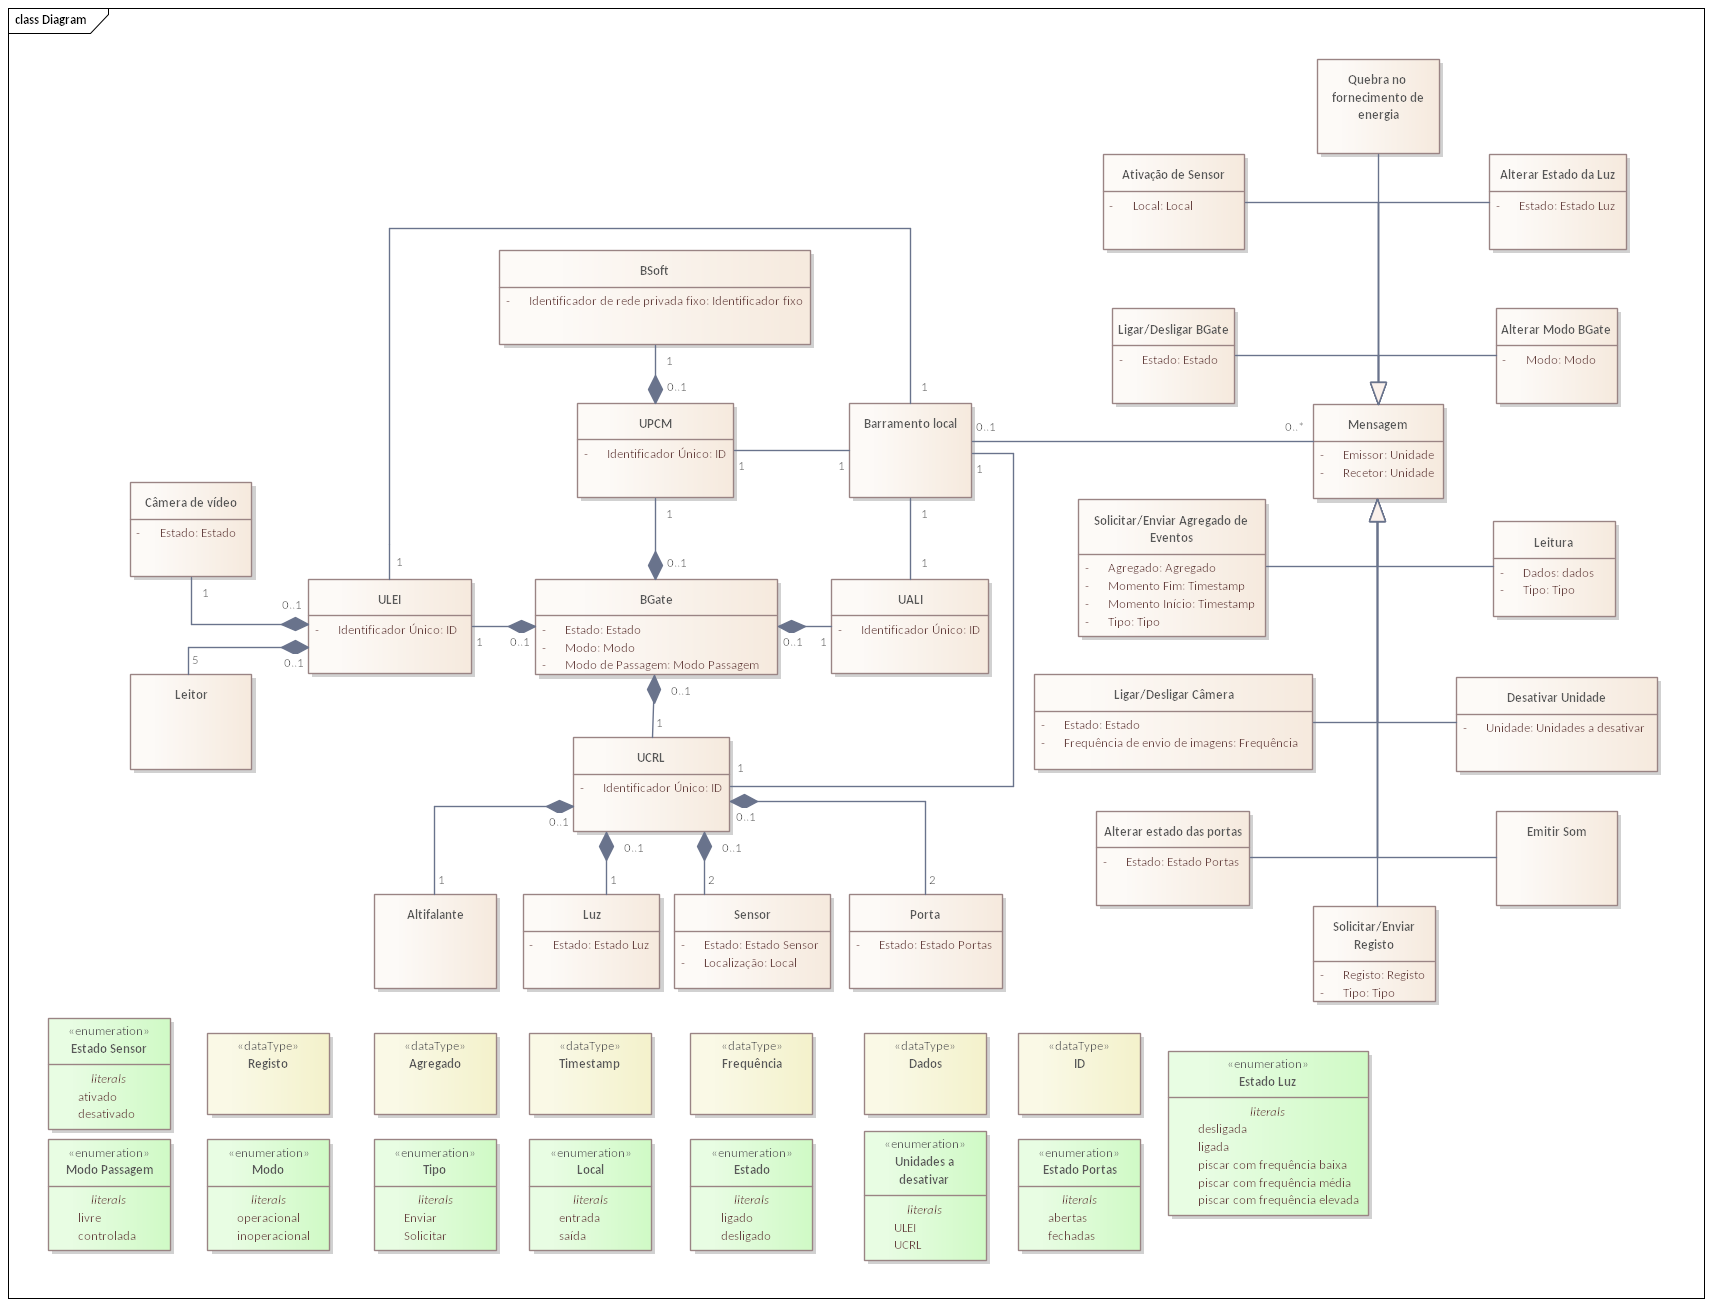 class Diagram
Quebra no
fornecimento de
energia
Ativação de Sensor
- Local: Local
Alterar Estado da Luz
- Estado: Estado Luz
BSoft
- Identificador de rede privada fixo: Identificador fixo
Ligar/Desligar BGate
- Estado: Estado
Alterar Modo BGate
- Modo: Modo
1
0..1
1
UPCM
- Identificador Único: ID
1
1
Barramento local
0..1
0..*
1
Mensagem
- Emissor: Unidade
- Recetor: Unidade
Câmera de vídeo
- Estado: Estado
1
0..1
1
1
1
0..1
1
Solicitar/Enviar Agregado de
Eventos
- Agregado: Agregado
- Momento Fim: Timestamp
- Momento Início: Timestamp
- Tipo: Tipo
Leitura
- Dados: dados
- Tipo: Tipo
ULEI
- Identificador Único: ID
1
0..1
BGate
- Estado: Estado
- Modo: Modo
- Modo de Passagem: Modo Passagem
0..1
1
UALI
- Identificador Único: ID
5
0..1
Leitor
0..1
1
Ligar/Desligar Câmera
- Estado: Estado
- Frequência de envio de imagens: Frequência
Desativar Unidade
- Unidade: Unidades a desativar
UCRL
- Identificador Único: ID
1
0..1
0..1
0..1
0..1
1
1
2
2
Alterar estado das portas
- Estado: Estado Portas
Emitir Som
Altifalante
Luz
- Estado: Estado Luz
Sensor
- Estado: Estado Sensor
- Localização: Local
Porta
- Estado: Estado Portas
Solicitar/Enviar
Registo
- Registo: Registo
- Tipo: Tipo
«enumeration»
Estado Sensor
literals
ativado
desativado
«dataType»
Registo
«dataType»
Agregado
«dataType»
Timestamp
«dataType»
Frequência
«dataType»
Dados
«dataType»
ID
«enumeration»
Estado Luz
literals
desligada
ligada
piscar com frequência baixa
piscar com frequência média
piscar com frequência elevada
«enumeration»
Modo Passagem
literals
livre
controlada
«enumeration»
Modo
literals
operacional
inoperacional
«enumeration»
Tipo
literals
Enviar
Solicitar
«enumeration»
Local
literals
entrada
saída
«enumeration»
Estado
literals
ligado
desligado
«enumeration»
Unidades a
desativar
literals
ULEI
UCRL
«enumeration»
Estado Portas
literals
abertas
fechadas